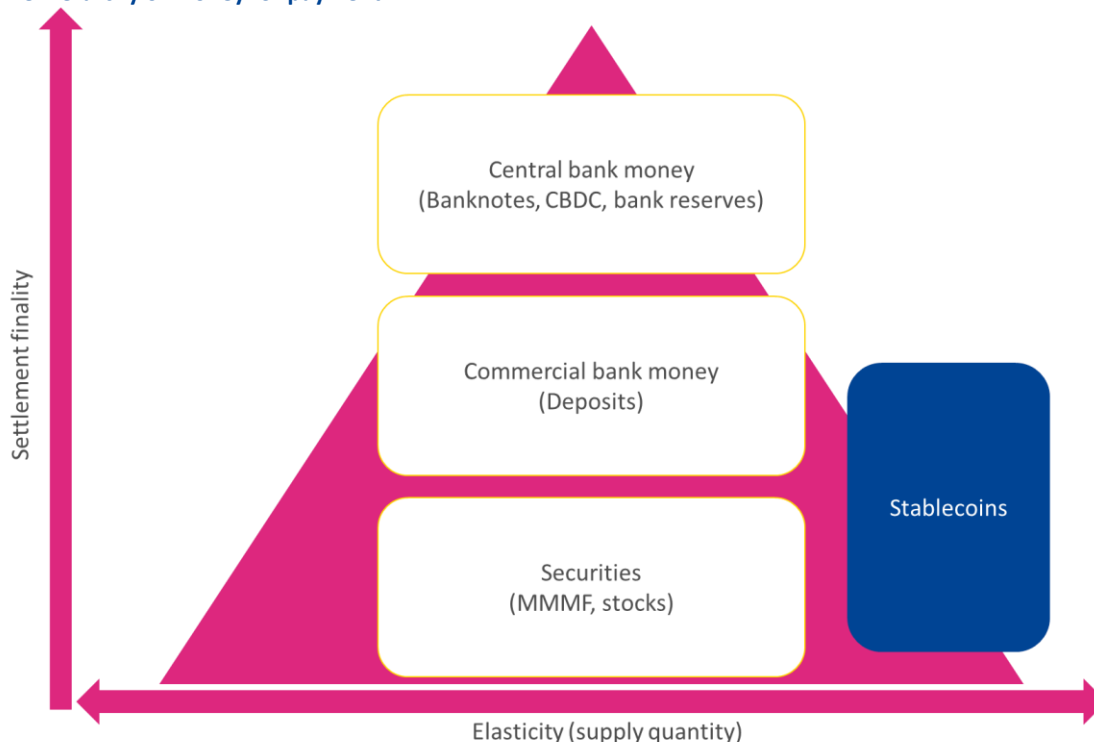 Settlement finality
Central bank money
(Banknotes, CBDC, bank reserves)
Commercial bank money
(Deposits)
Stablecoins
Securities
(MMMF, stocks)
Elasticity (supply quantity)